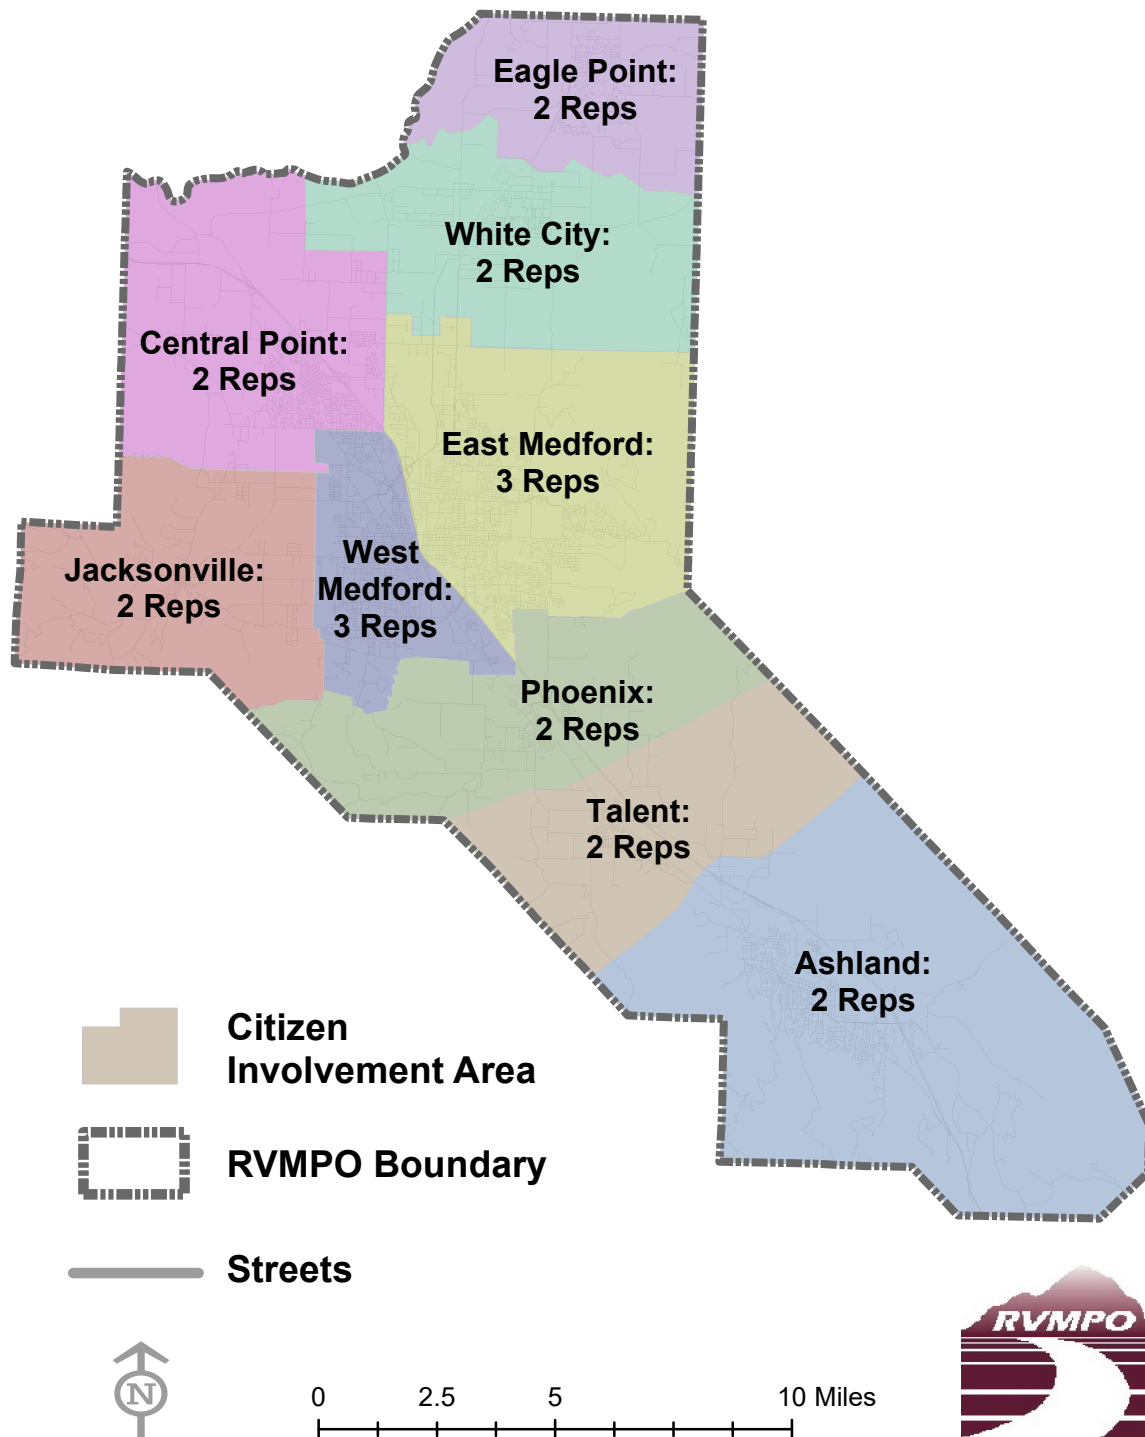 Eagle Point:
2 Reps
White City:
2 Reps
Central Point:
2 Reps
East Medford:
3 Reps
West
Medford:
3 Reps
Jacksonville:
2 Reps
Phoenix:
2 Reps
Talent:
2 Reps
Ashland:
2 Reps
Citizen
Involvement Area
RVMPO Boundary
Streets
N
0 2.5 5 10 Miles
RVMPO